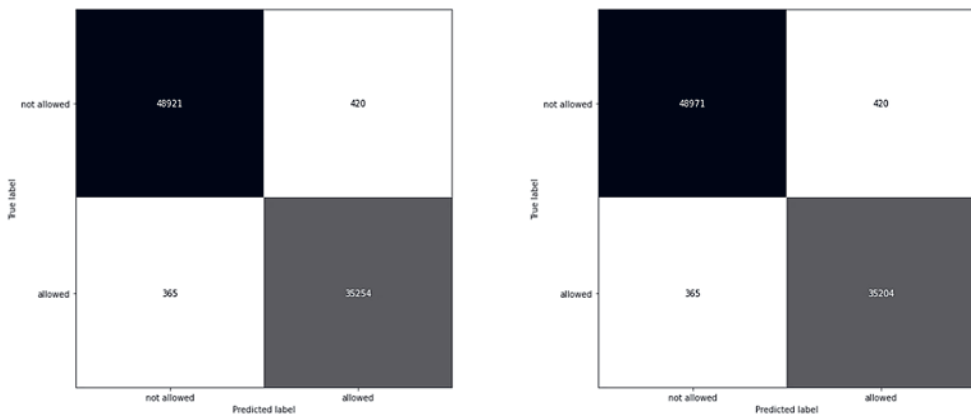 not allowed
48921
420
True label
allowed
365
35254
not allowed
allowed
Predicted label
not allowed
48971
420
True label
allowed
365
35204
not allowed
allowed
Predicted label